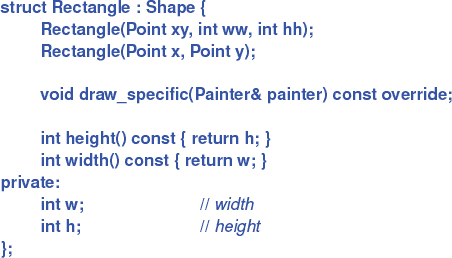 struct Rectangle : Shape {
Rectangle(Point xy, int ww, int hh);
Rectangle(Point x, Point y);
void draw_specific(Painter& painter) const override;
int height() const { return h; }
int width() const { return w; }
private:
int w; // width
int h; // height
};